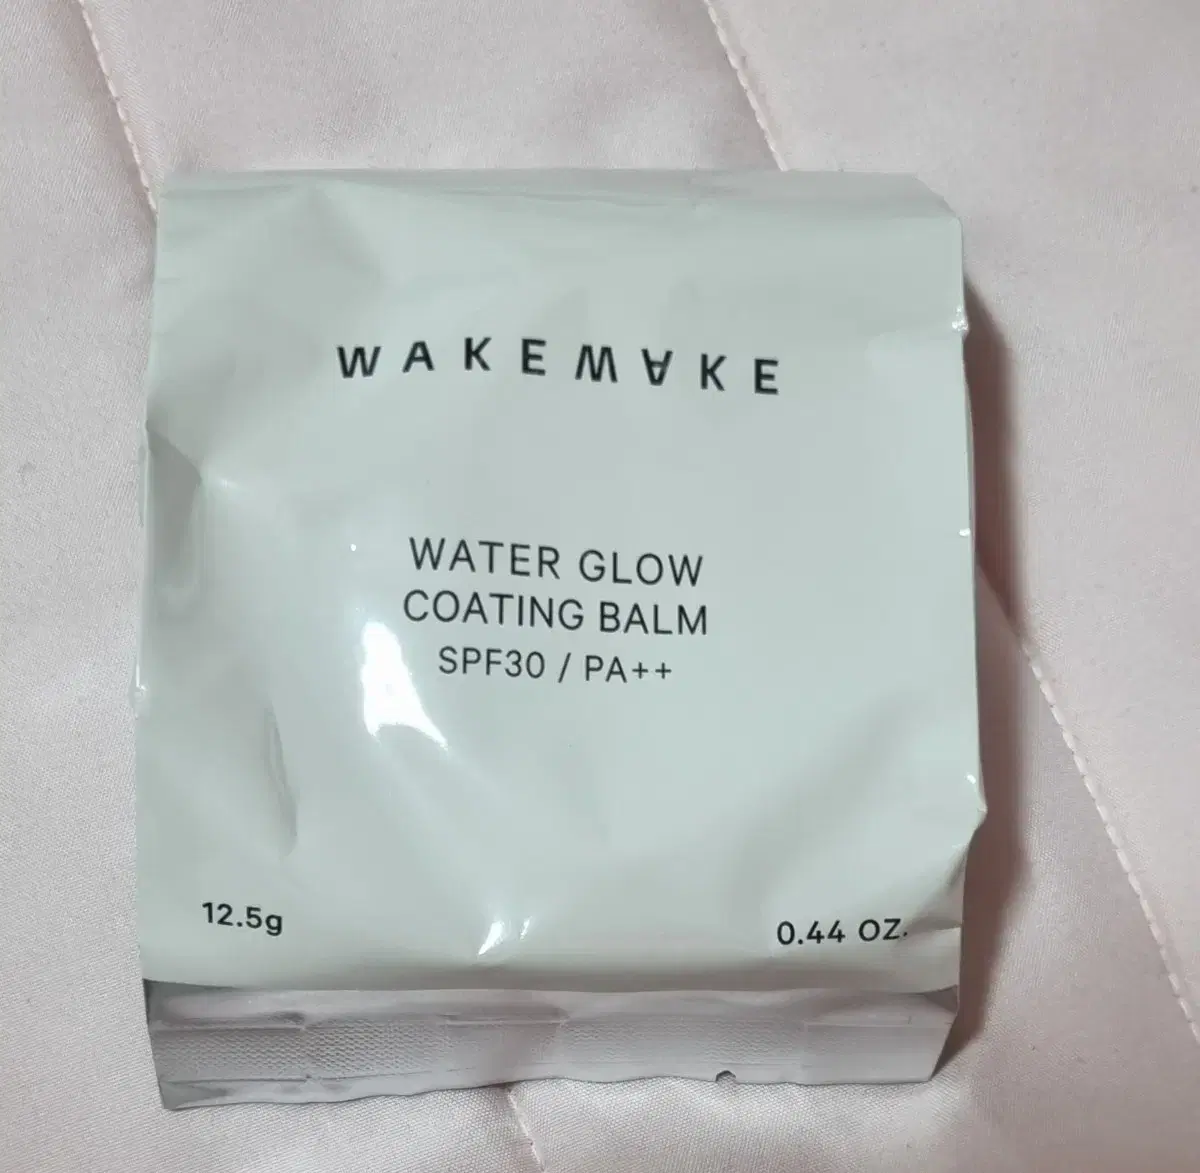 WAKEMAKE
WATER GLOW
COATING BALM
SPF30 / PA++
12.5g
0.44 OZ.